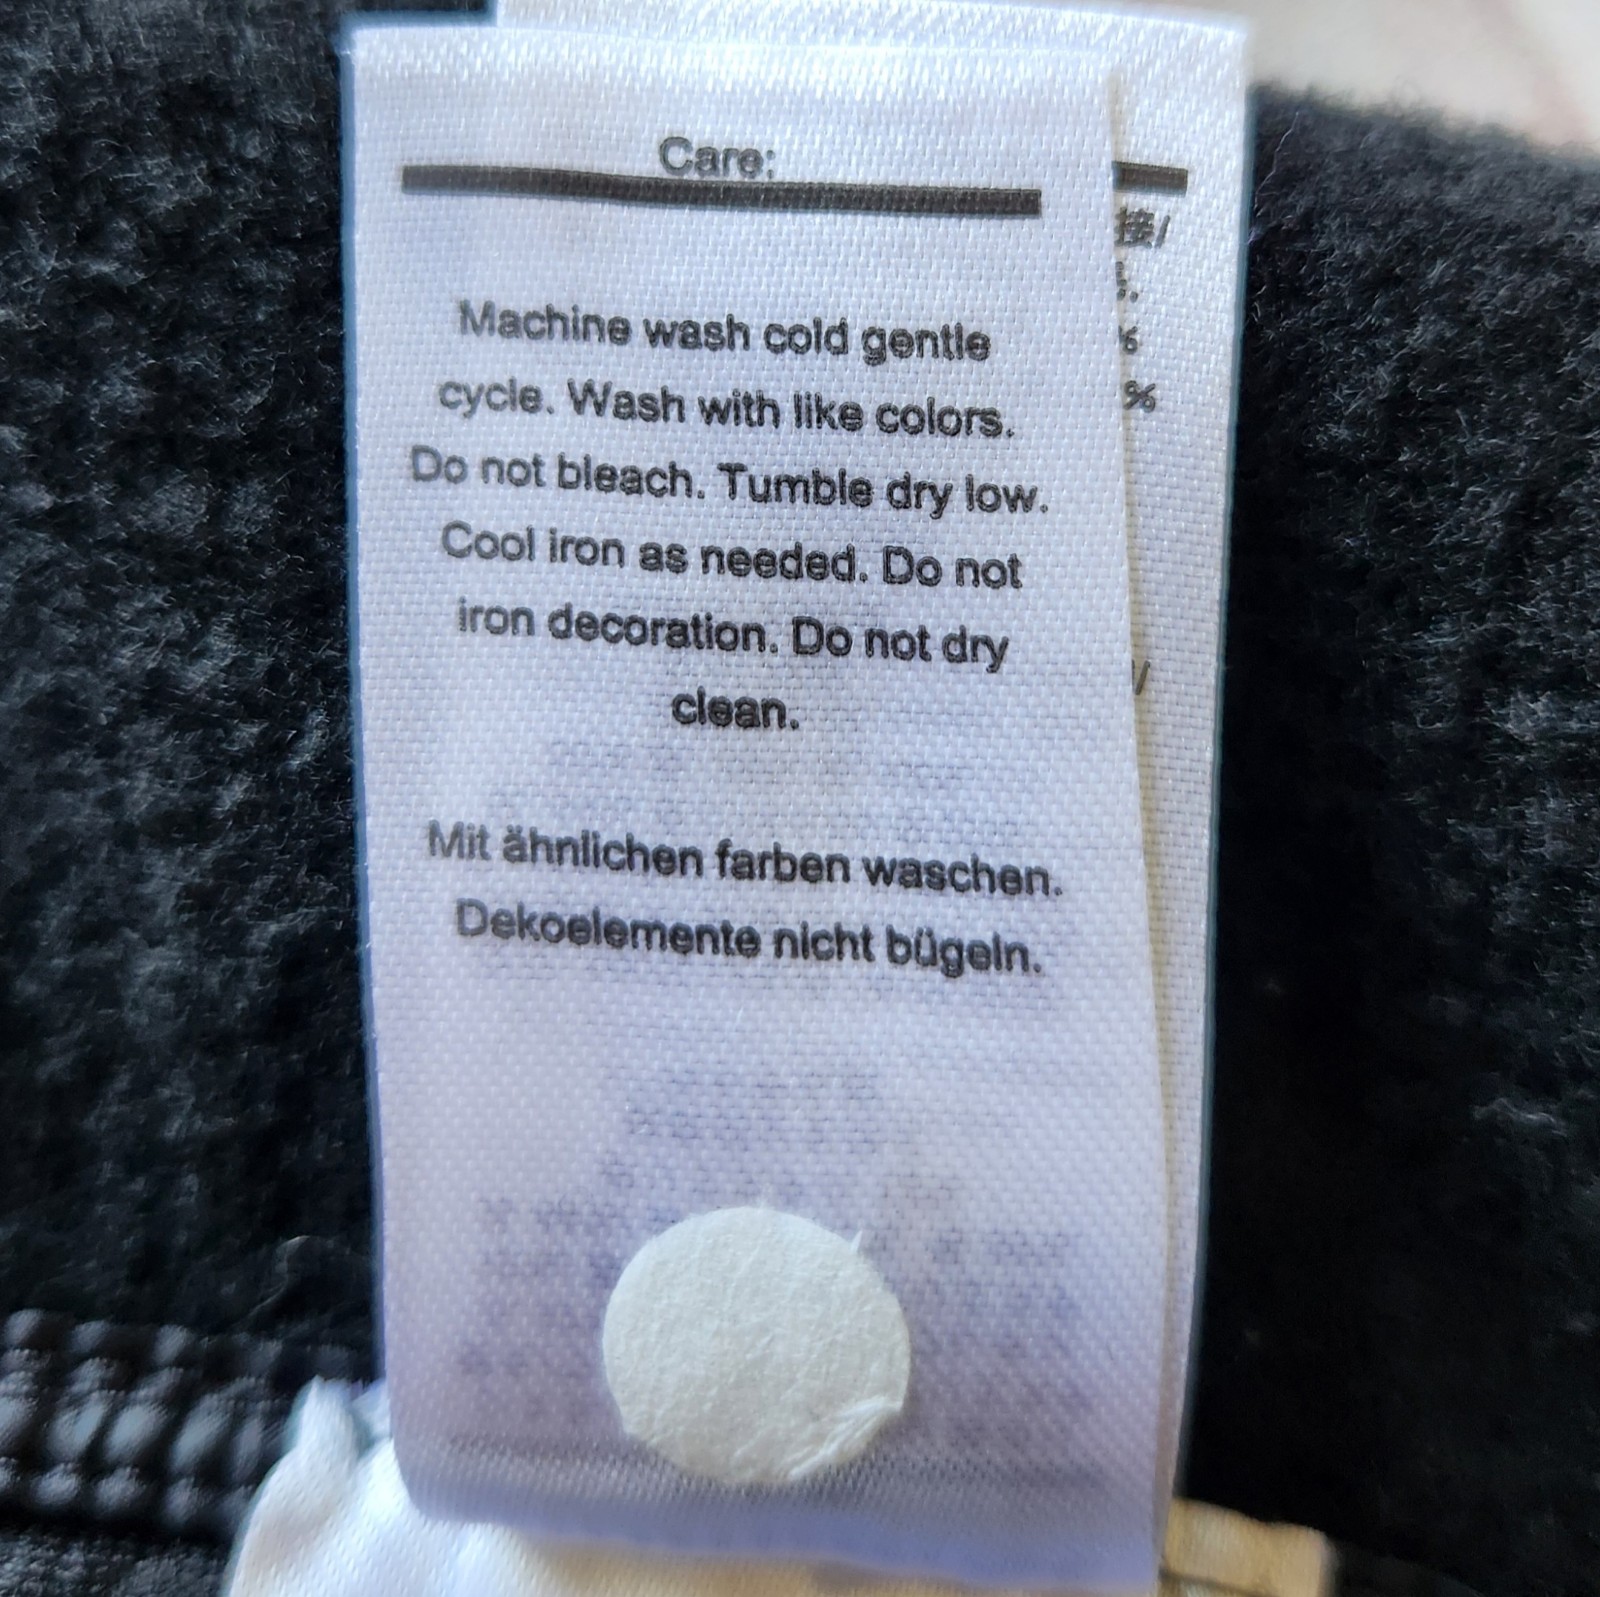 Care:
Machine wash cold gentle
cycle. Wash with like colors.
Do not bleach. Tumble dry low.
Cool iron as needed. Do not
iron decoration. Do not dry
clean.
Mit ähnlichen farben waschen.
Dekoelemente nicht bügeln.
接/
%
%
/